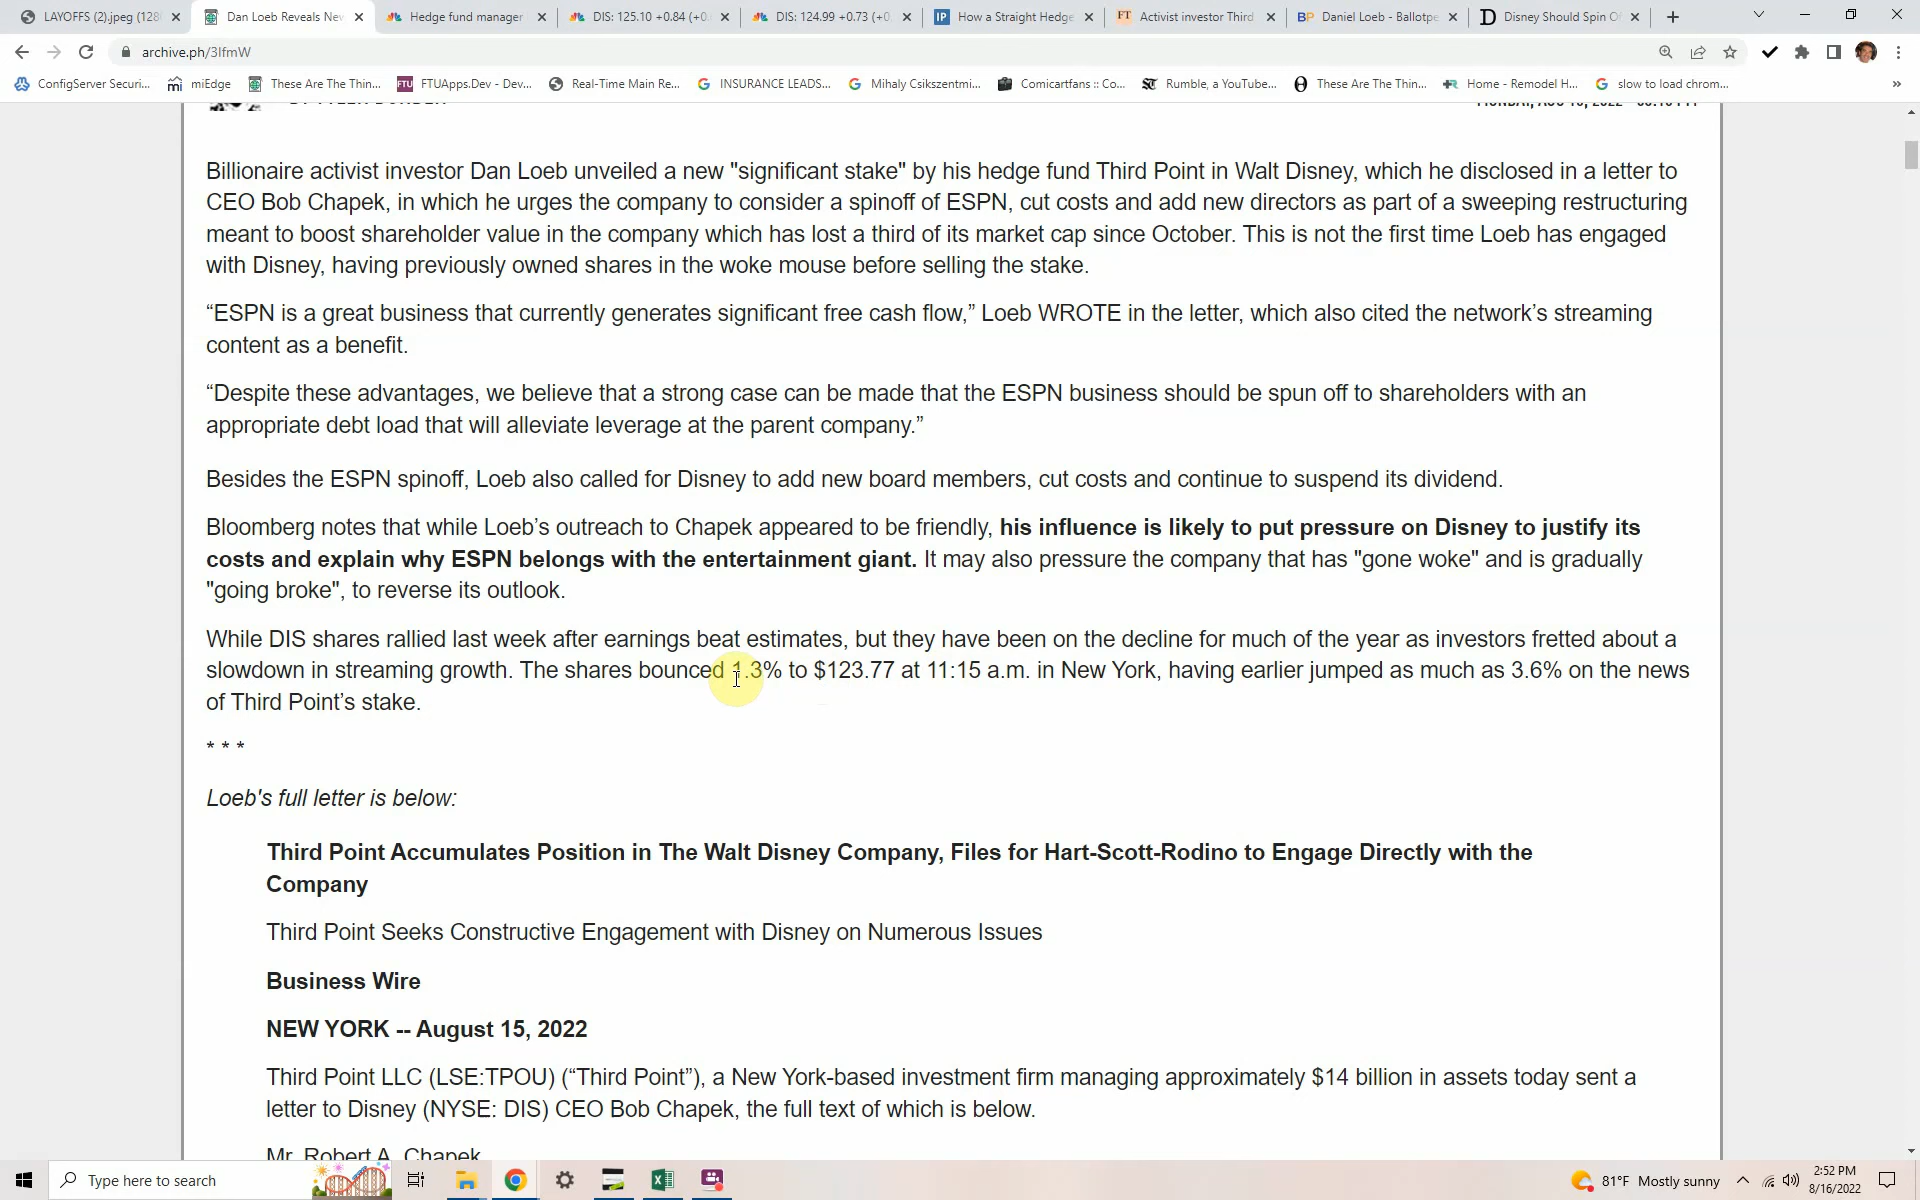 LAYOFFS (2).jpeg (128
Dan Loeb Reveals Nev
Hedge fund manager
DIS: 125.10 +0.84 (+0.
DIS: 124.99 +0.73 (+0.
How a Straight Hedge
Activist investor Third
Daniel Loeb - Ballotpe
Disney Should Spin Of
archive.ph/3lfmW
ConfigServer Securi...
miEdge
These Are The Thin...
FTUApps.Dev - Dev...
Real-Time Main Re...
INSURANCE LEADS...
Mihaly Csikszentmi...
Comicartfans :: Co...
Rumble, a YouTube...
These Are The Thin...
Home - Remodel H...
slow to load chrom...
Billionaire activist investor Dan Loeb unveiled a new "significant stake" by his hedge fund Third Point in Walt Disney, which he disclosed in a letter to
CEO Bob Chapek, in which he urges the company to consider a spinoff of ESPN, cut costs and add new directors as part of a sweeping restructuring
meant to boost shareholder value in the company which has lost a third of its market cap since October. This is not the first time Loeb has engaged
with Disney, having previously owned shares in the woke mouse before selling the stake.
“ESPN is a great business that currently generates significant free cash flow,” Loeb WROTE in the letter, which also cited the network’s streaming
content as a benefit.
“Despite these advantages, we believe that a strong case can be made that the ESPN business should be spun off to shareholders with an
appropriate debt load that will alleviate leverage at the parent company.”
Besides the ESPN spinoff, Loeb also called for Disney to add new board members, cut costs and continue to suspend its dividend.
Bloomberg notes that while Loeb’s outreach to Chapek appeared to be friendly, his influence is likely to put pressure on Disney to justify its
costs and explain why ESPN belongs with the entertainment giant. It may also pressure the company that has "gone woke" and is gradually
"going broke", to reverse its outlook.
While DIS shares rallied last week after earnings beat estimates, but they have been on the decline for much of the year as investors fretted about a
slowdown in streaming growth. The shares bounced 1.3% to $123.77 at 11:15 a.m. in New York, having earlier jumped as much as 3.6% on the news
of Third Point’s stake.
* * *
Loeb's full letter is below:
Third Point Accumulates Position in The Walt Disney Company, Files for Hart-Scott-Rodino to Engage Directly with the
Company
Third Point Seeks Constructive Engagement with Disney on Numerous Issues
Business Wire
NEW YORK -- August 15, 2022
Third Point LLC (LSE:TPOU) (“Third Point”), a New York-based investment firm managing approximately $14 billion in assets today sent a
letter to Disney (NYSE: DIS) CEO Bob Chapek, the full text of which is below.
Mr. Robert A. Chapek
Type here to search
81°F Mostly sunny
2:52 PM
8/16/2022